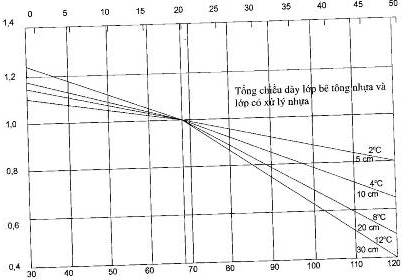 0 5 10 15 20 25 30 35 40 45 50
1,4
1,2
1,0
0,8
0,6
0,4
Tổng chiều dày lớp bê tông nhựa và
lớp có xử lý nhựa
2°C
5 cm
4°C
10 cm
8°C
20 cm
12°C
30 cm
30 40 50 60 70 80 90 100 110 120